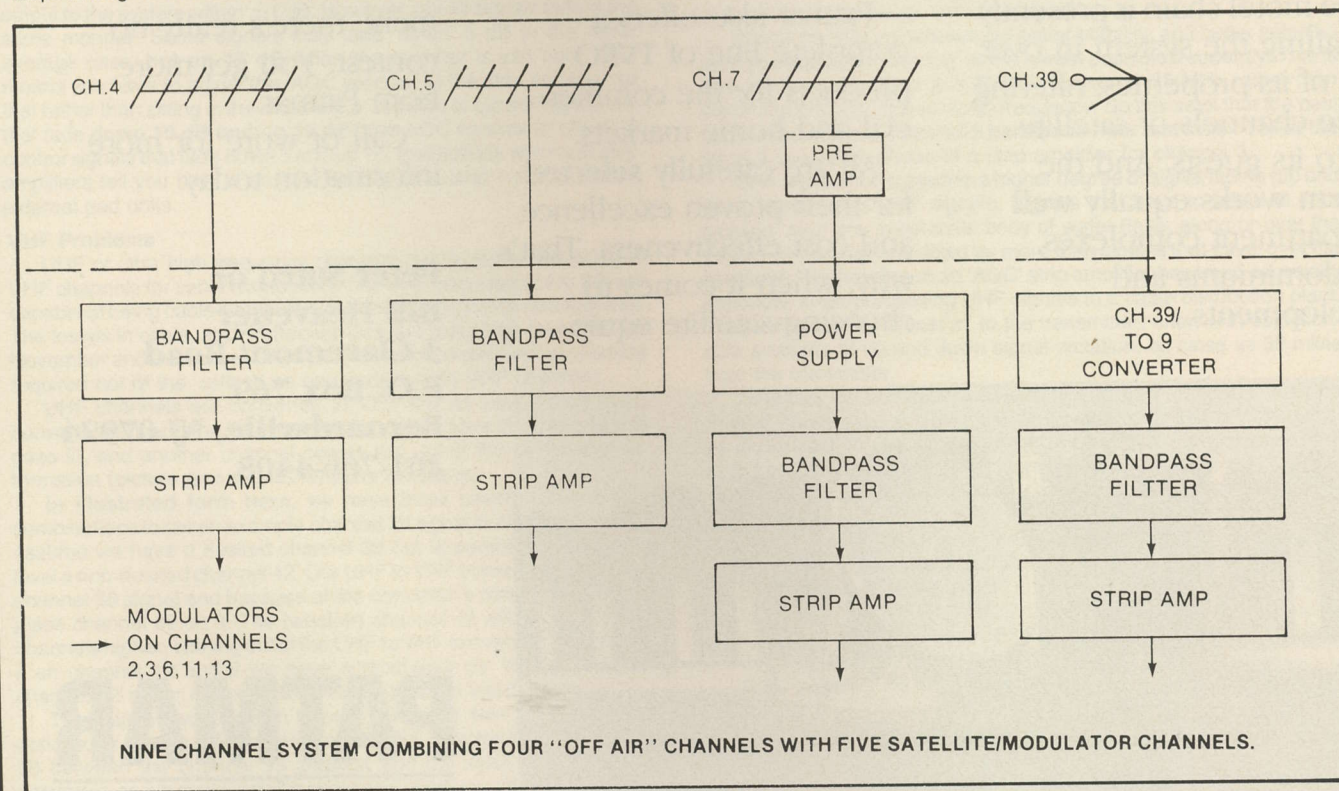 CH.4
CH.5
CH.7
CH.39
PRE
AMP
BANDPASS
FILTER
BANDPASS
FILTER
POWER
SUPPLY
CH.39/
TO 9
CONVERTER
STRIP AMP
STRIP AMP
BANDPASS
FILTER
BANDPASS
FILTTER
STRIP AMP
STRIP AMP
MODULATORS
ON CHANNELS
2,3,6,11,13
NINE CHANNEL SYSTEM COMBINING FOUR "OFF AIR" CHANNELS WITH FIVE SATELLITE/MODULATOR CHANNELS.